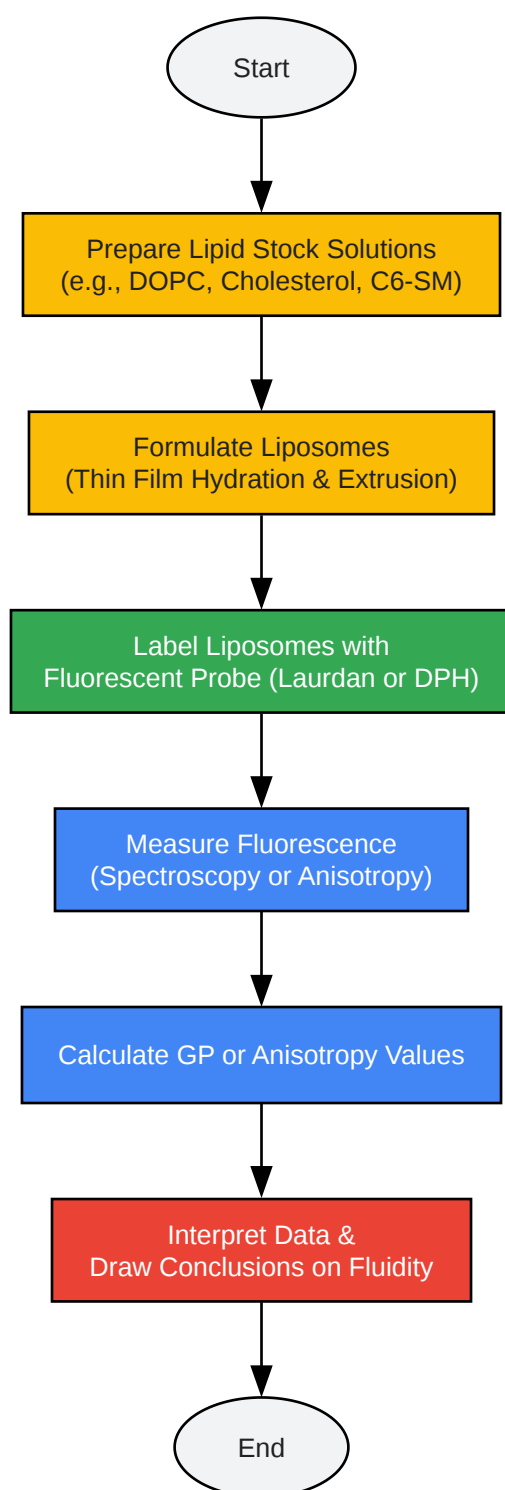 Start
Prepare Lipid Stock Solutions
(e.g., DOPC, Cholesterol, C6-SM)
Formulate Liposomes
(Thin Film Hydration & Extrusion)
Label Liposomes with
Fluorescent Probe (Laurdan or DPH)
Measure Fluorescence
(Spectroscopy or Anisotropy)
Calculate GP or Anisotropy Values
Interpret Data &
Draw Conclusions on Fluidity
End